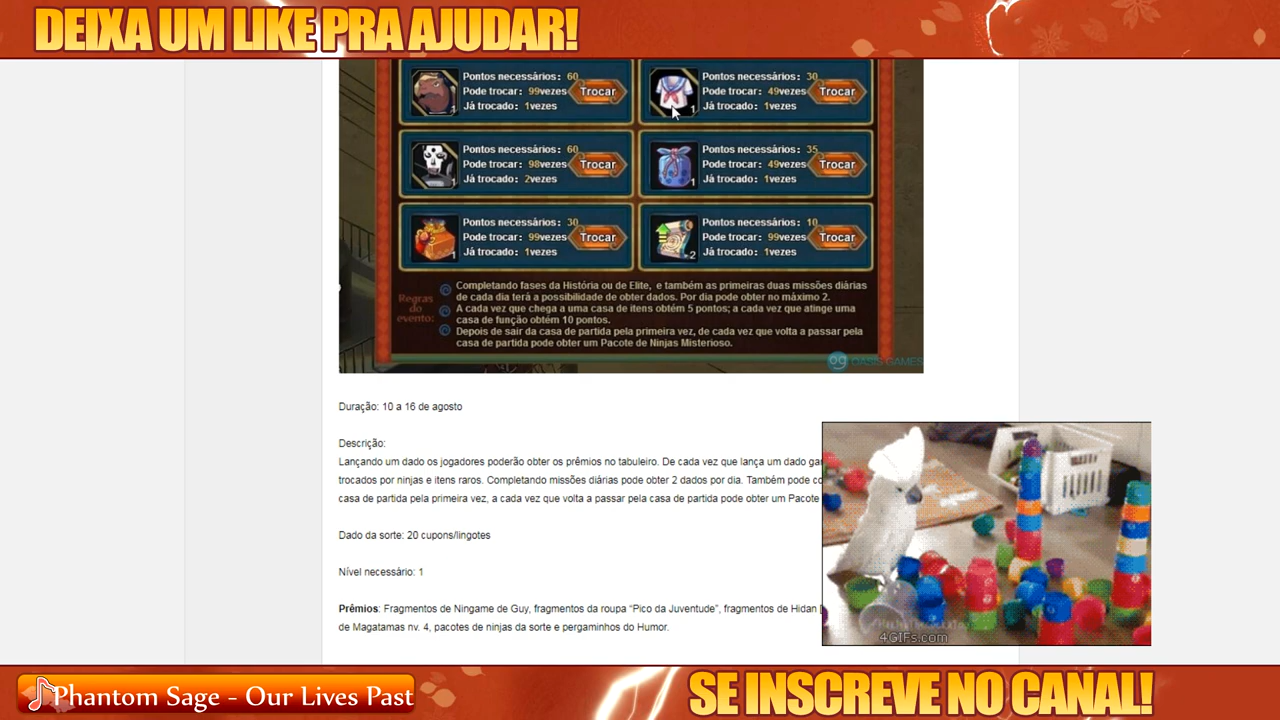 DEIXA UM LIKE PRA AJUDAR!
Pontos necessários: 60
Pode trocar: 99vezes
Já trocado: 1vezes
Trocar
1
Pontos necessários: 30
Pode trocar: 49vezes
Já trocado: 1vezes
Trocar
1
Pontos necessários: 60
Pode trocar: 98vezes
Já trocado: 2vezes
Trocar
1
Pontos necessários: 35
Pode trocar: 49vezes
Já trocado: 1vezes
Trocar
1
Pontos necessários: 30
Pode trocar: 99vezes
Já trocado: 1vezes
Trocar
1
Pontos necessários: 10
Pode trocar: 99vezes
Já trocado: 1vezes
Trocar
2
Regras do evento:
Completando fases da História ou de Elite, e também as primeiras duas missões diárias
de cada dia terá a possibilidade de obter dados. Por dia pode obter no máximo 2.
A cada vez que chega a uma casa de itens obtém 5 pontos; a cada vez que atinge uma
casa de função obtém 10 pontos.
Depois de saír da casa de partida pela primeira vez, de cada vez que volta a passar pela
casa de partida pode obter um Pacote de Ninjas Misterioso.
og OASIS GAMES
Duração: 10 a 16 de agosto
Descrição:
Lançando um dado os jogadores poderão obter os prêmios no tabuleiro. De cada vez que lança um dado
trocados por ninjas e itens raros. Completando missões diárias pode obter 2 dados por dia. Também pode
casa de partida pela primeira vez, a cada vez que volta a passar pela casa de partida pode obter um Pacote
Dado da sorte: 20 cupons/lingotes
Nível necessário: 1
Prêmios: Fragmentos de Ningame de Guy, fragmentos da roupa “Pico da Juventude”, fragmentos de Hidan
de Magatamas nv. 4, pacotes de ninjas da sorte e pergaminhos do Humor.
4GIFs.com
Phantom Sage - Our Lives Past
SE INSCREVE NO CANAL!